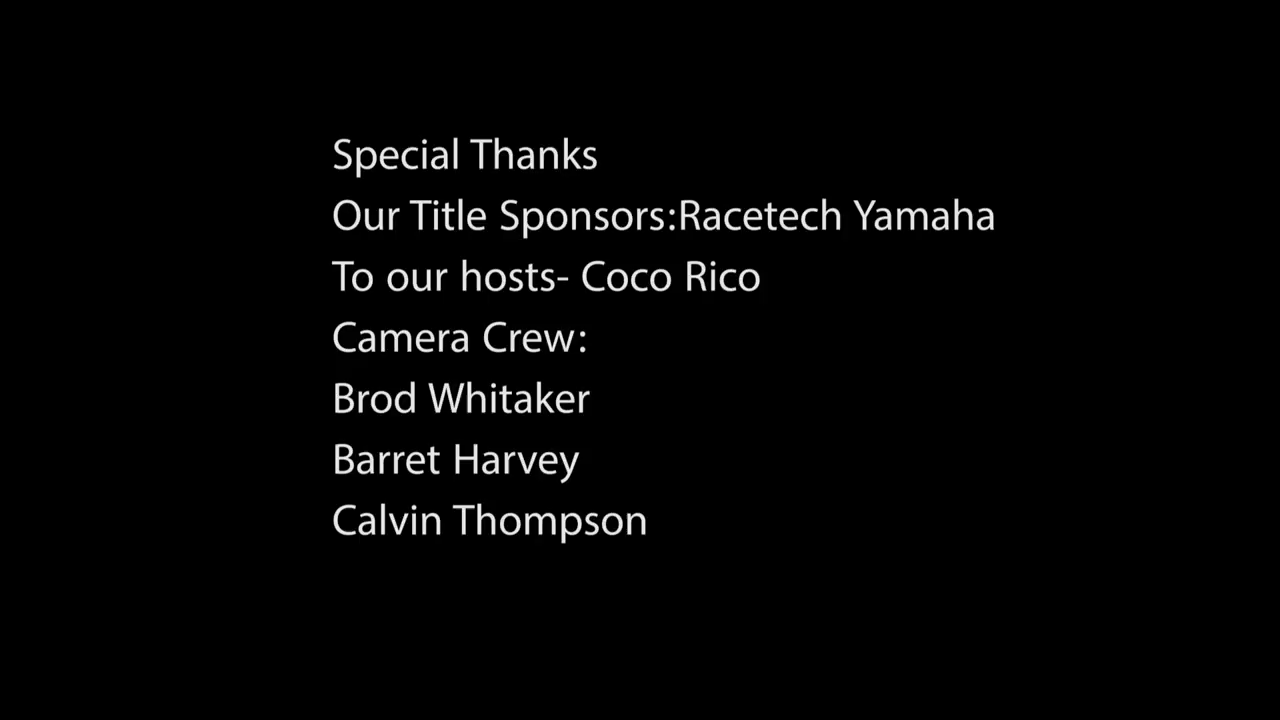 Special Thanks
Our Title Sponsors:Racetech Yamaha
To our hosts- Coco Rico
Camera Crew:
Brod Whitaker
Barret Harvey
Calvin Thompson